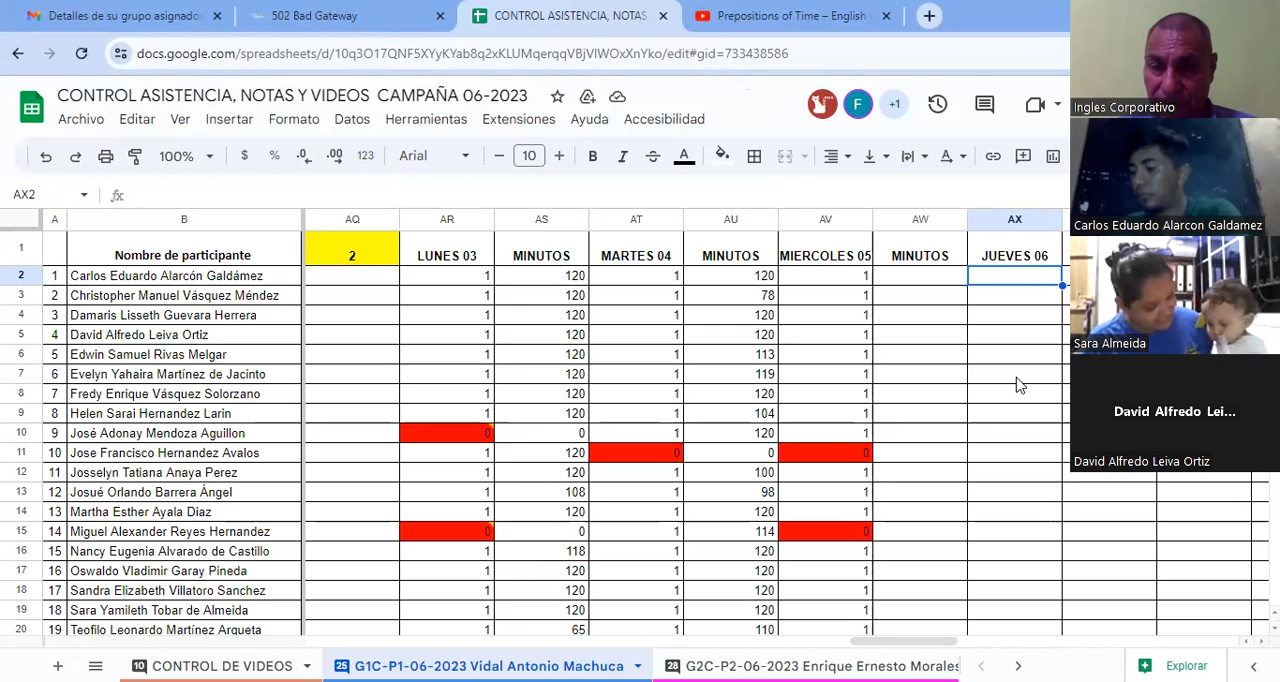 Detalles de su grupo asignado
502 Bad Gateway
CONTROL ASISTENCIA, NOTAS
Prepositions of Time – English
docs.google.com/spreadsheets/d/10q3O17QNF5XYyKYab8q2xKLUMqerqqVBjVIWOxXnYko/edit#gid=733438586
CONTROL ASISTENCIA, NOTAS Y VIDEOS CAMPAÑA 06-2023
F +1
Archivo Editar Ver Insertar Formato Datos Herramientas Extensiones Ayuda Accesibilidad
100% $ % .0 .00 123 Arial 10 B I A A
AX2 fx
A B AQ AR AS AT AU AV AW AX
1 Nombre de participante 2 LUNES 03 MINUTOS MARTES 04 MINUTOS MIERCOLES 05 MINUTOS JUEVES 06
2 1 Carlos Eduardo Alarcón Galdámez 1 120 1 120 1
3 2 Christopher Manuel Vásquez Méndez 1 120 1 78 1
4 3 Damaris Lisseth Guevara Herrera 1 120 1 120 1
5 4 David Alfredo Leiva Ortiz 1 120 1 120 1
6 5 Edwin Samuel Rivas Melgar 1 120 1 113 1
7 6 Evelyn Yahaira Martínez de Jacinto 1 120 1 119 1
8 7 Fredy Enrique Vásquez Solorzano 1 120 1 120 1
9 8 Helen Sarai Hernandez Larin 1 120 1 104 1
10 9 José Adonay Mendoza Aguillon 0 0 1 120 1
11 10 Jose Francisco Hernandez Avalos 1 120 0 0 0
12 11 Josselyn Tatiana Anaya Perez 1 120 1 100 1
13 12 Josué Orlando Barrera Ángel 1 108 1 98 1
14 13 Martha Esther Ayala Diaz 1 120 1 120 1
15 14 Miguel Alexander Reyes Hernandez 0 0 1 114 0
16 15 Nancy Eugenia Alvarado de Castillo 1 118 1 120 1
17 16 Oswaldo Vladimir Garay Pineda 1 120 1 120 1
18 17 Sandra Elizabeth Villatoro Sanchez 1 120 1 120 1
19 18 Sara Yamileth Tobar de Almeida 1 120 1 120 1
20 19 Teofilo Leonardo Martínez Argueta 1 65 1 110 1
10 CONTROL DE VIDEOS 25 G1C-P1-06-2023 Vidal Antonio Machuca 28 G2C-P2-06-2023 Enrique Ernesto Morales
Explorar
Ingles Corporativo
Carlos Eduardo Alarcon Galdamez
Sara Almeida
David Alfredo Lei...
David Alfredo Leiva Ortiz